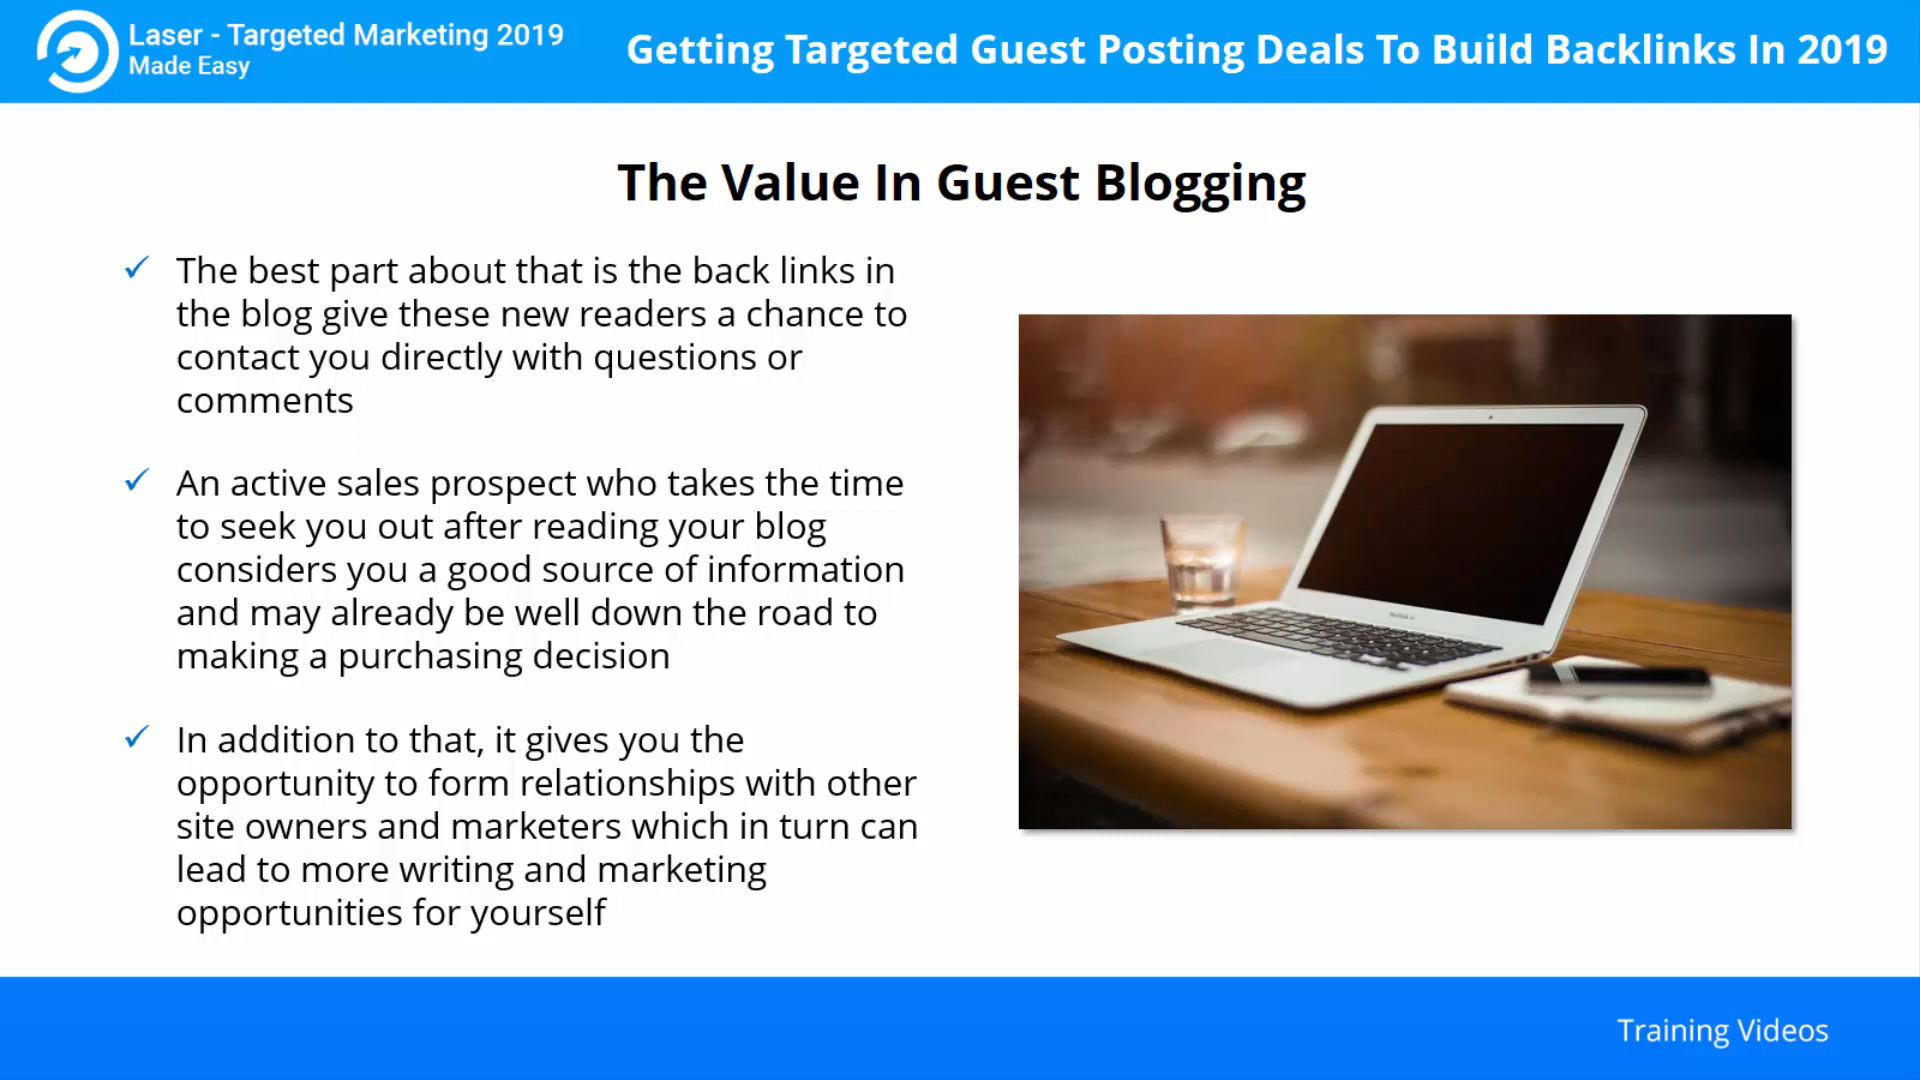 Laser - Targeted Marketing 2019
Made Easy
Getting Targeted Guest Posting Deals To Build Backlinks In 2019
The Value In Guest Blogging
The best part about that is the back links in
the blog give these new readers a chance to
contact you directly with questions or
comments
An active sales prospect who takes the time
to seek you out after reading your blog
considers you a good source of information
and may already be well down the road to
making a purchasing decision
In addition to that, it gives you the
opportunity to form relationships with other
site owners and marketers which in turn can
lead to more writing and marketing
opportunities for yourself
Training Videos